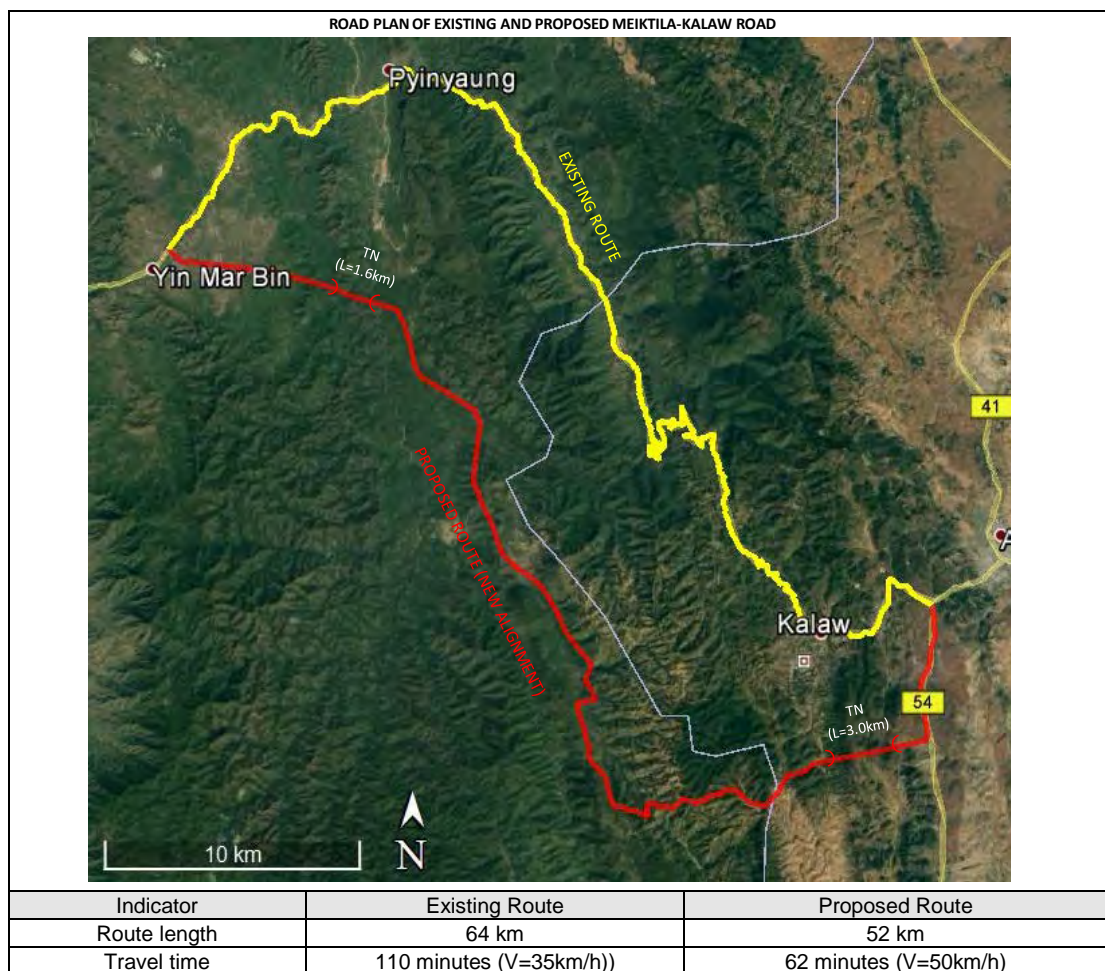 ROAD PLAN OF EXISTING AND PROPOSED MEIKTILA-KALAW ROAD
Pyinyaung
EXISTING ROUTE
TN
(L=1.6km)
Yin Mar Bin
41
PROPOSED ROUTE (NEW ALIGNMENT)
A
Kalaw
54
TN
(L=3.0km)
10 km
N
Indicator Existing Route Proposed Route
Route length 64 km 52 km
Travel time 110 minutes (V=35km/h)) 62 minutes (V=50km/h)